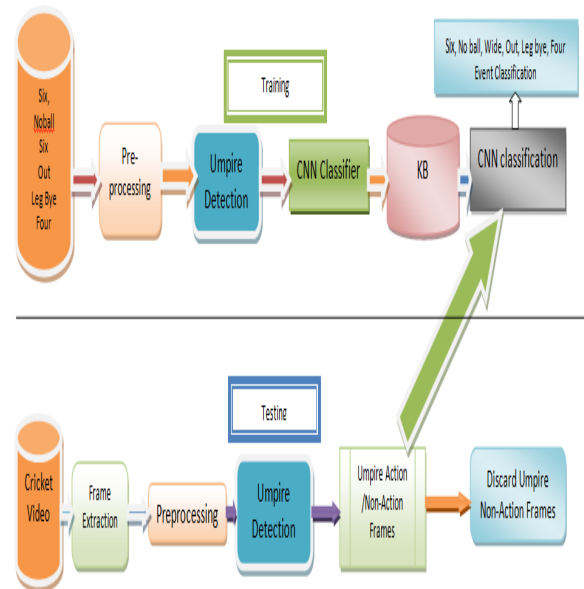 Six,
Noball
Six
Out
Leg Bye
Four
Pre-
processing
Umpire
Detection
Training
CNN Classifier
KB
CNN classification
Six, No ball, Wide, Out, Leg bye, Four
Event Classification
Testing
Cricket
Video
Frame
Extraction
Preprocessing
Umpire
Detection
Umpire Action
/Non-Action
Frames
Discard Umpire
Non-Action Frames